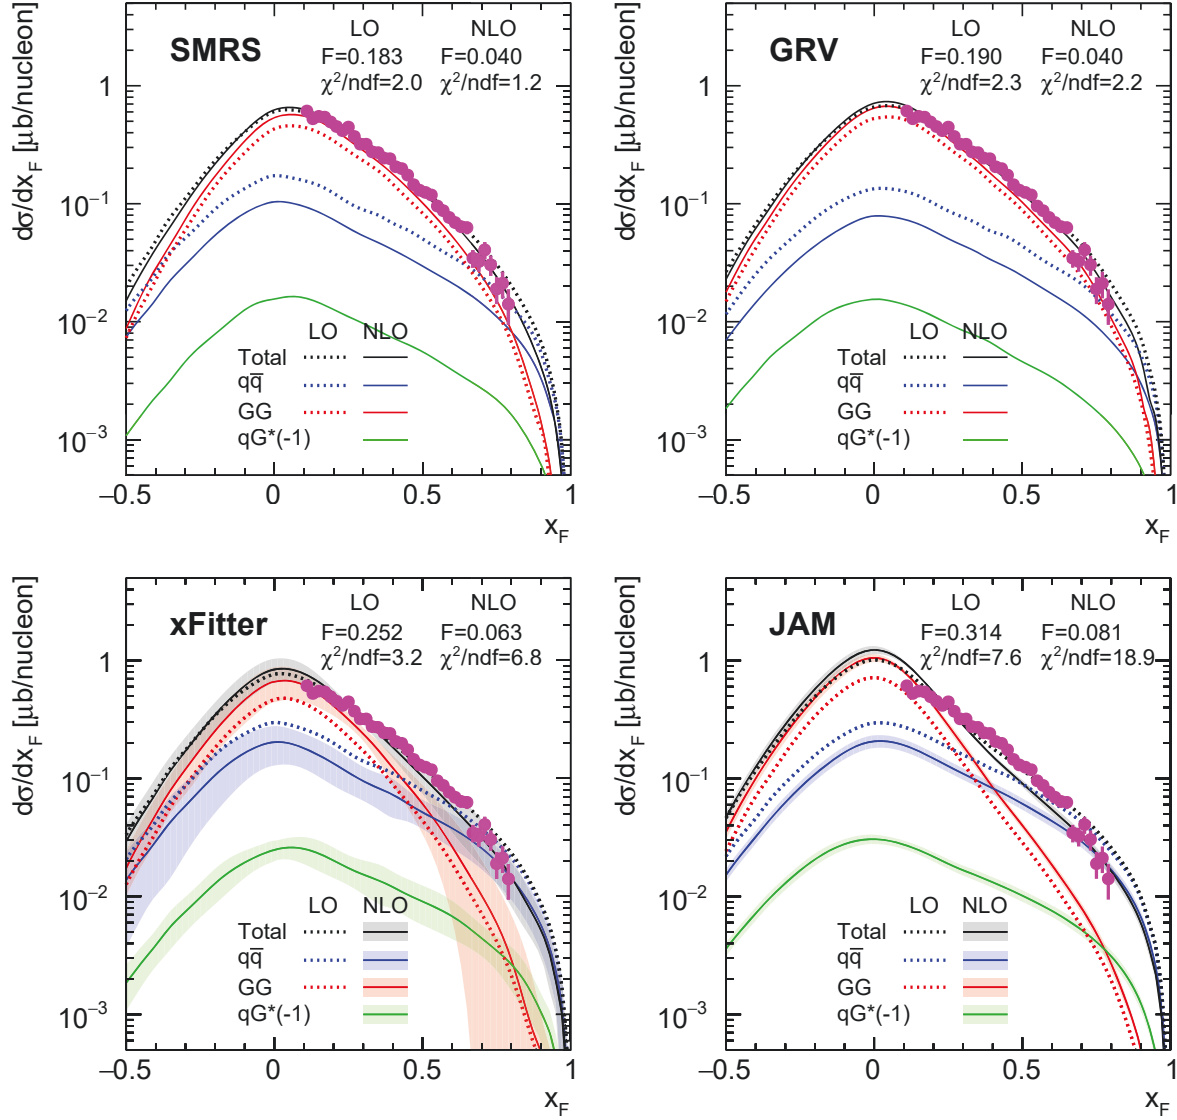 SMRS
LO NLO
F=0.183 F=0.040
χ²/ndf=2.0 χ²/ndf=1.2
dσ/dx_F [μb/nucleon]
1
10⁻¹
10⁻²
10⁻³
LO NLO
Total
qq̅
GG
qG*(-1)
−0.5 0 0.5 1
x_F
GRV
LO NLO
F=0.190 F=0.040
χ²/ndf=2.3 χ²/ndf=2.2
dσ/dx_F [μb/nucleon]
1
10⁻¹
10⁻²
10⁻³
LO NLO
Total
qq̅
GG
qG*(-1)
−0.5 0 0.5 1
x_F
xFitter
LO NLO
F=0.252 F=0.063
χ²/ndf=3.2 χ²/ndf=6.8
dσ/dx_F [μb/nucleon]
1
10⁻¹
10⁻²
10⁻³
LO NLO
Total
qq̅
GG
qG*(-1)
−0.5 0 0.5 1
x_F
JAM
LO NLO
F=0.314 F=0.081
χ²/ndf=7.6 χ²/ndf=18.9
dσ/dx_F [μb/nucleon]
1
10⁻¹
10⁻²
10⁻³
LO NLO
Total
qq̅
GG
qG*(-1)
−0.5 0 0.5 1
x_F